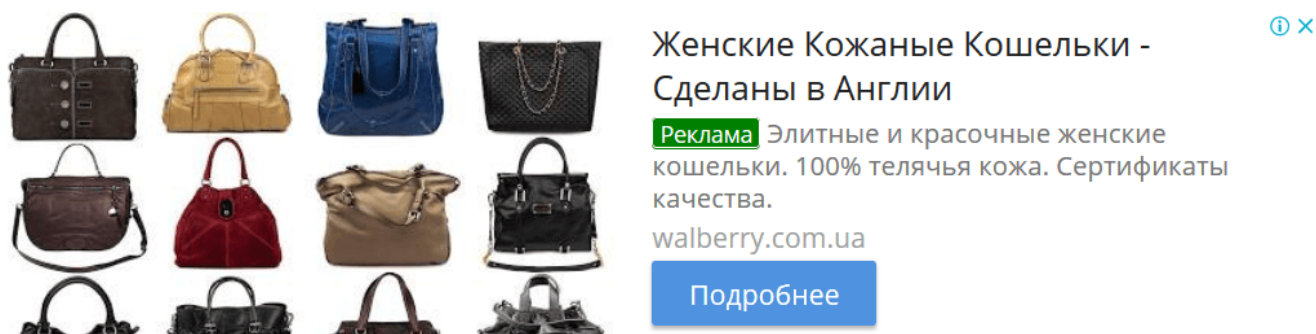 Женские Кожаные Кошельки -
Сделаны в Англии
Реклама Элитные и красочные женские
кошельки. 100% телячья кожа. Сертификаты
качества.
walberry.com.ua
Подробнее